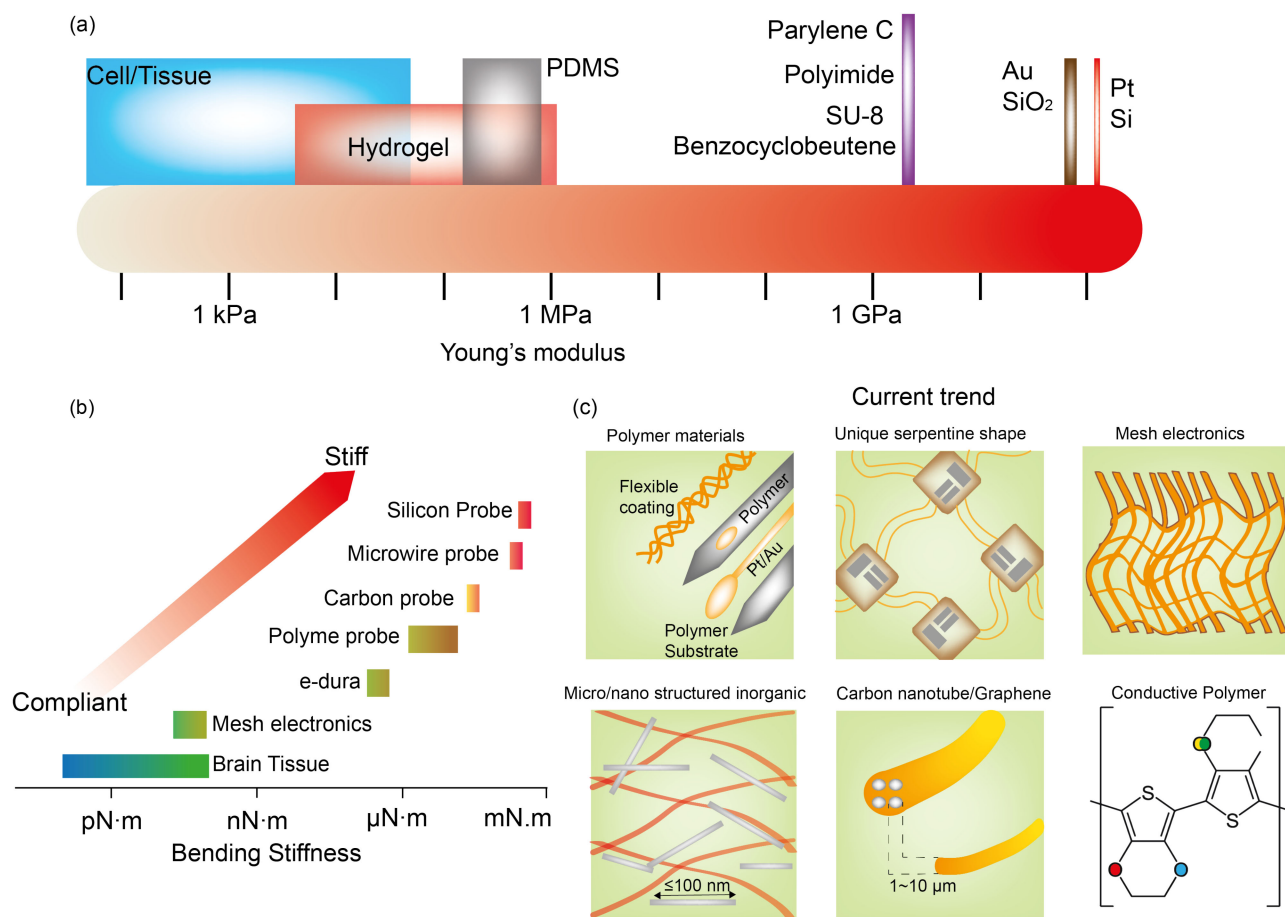 (a)
Cell/Tissue
Hydrogel
PDMS
Parylene C
Polyimide
SU-8
Benzocyclobeutene
Au
SiO₂
Pt
Si
1 kPa
1 MPa
1 GPa
Young's modulus
(b)
Stiff
Compliant
Silicon Probe
Microwire probe
Carbon probe
Polyme probe
e-dura
Mesh electronics
Brain Tissue
pN·m
nN·m
µN·m
mN.m
Bending Stiffness
(c)
Current trend
Polymer materials
Flexible
coating
Polymer
Pt/Au
Polymer
Substrate
Unique serpentine shape
Mesh electronics
Micro/nano structured inorganic
≤100 nm
Carbon nanotube/Graphene
1~10 µm
Conductive Polymer
S
S